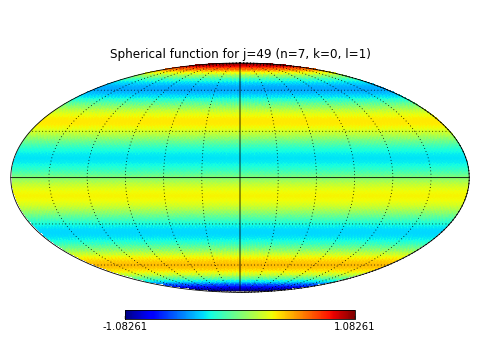 Spherical function for j=49 (n=7, k=0, l=1)
-1.08261 1.08261